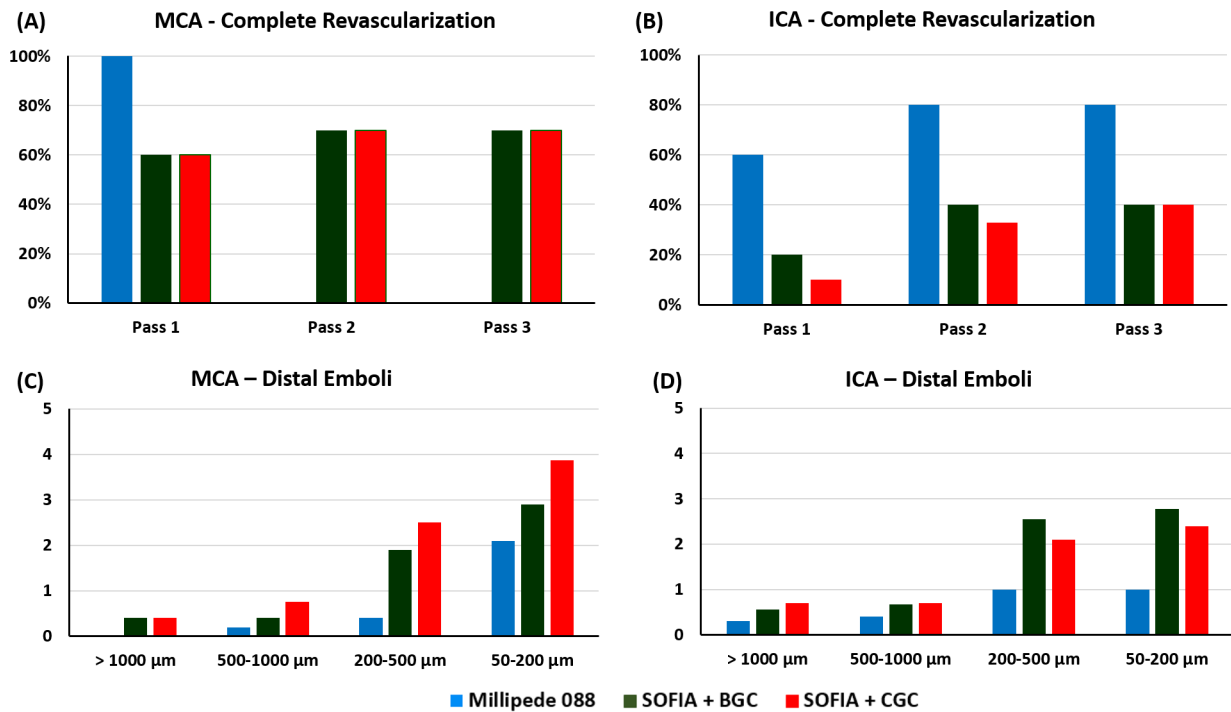 (A) MCA - Complete Revascularization
100%
80%
60%
40%
20%
0%
Pass 1 Pass 2 Pass 3
(B) ICA - Complete Revascularization
100%
80%
60%
40%
20%
0%
Pass 1 Pass 2 Pass 3
(C) MCA – Distal Emboli
5
4
3
2
1
0
> 1000 µm 500-1000 µm 200-500 µm 50-200 µm
(D) ICA – Distal Emboli
5
4
3
2
1
0
> 1000 µm 500-1000 µm 200-500 µm 50-200 µm
Millipede 088 SOFIA + BGC SOFIA + CGC